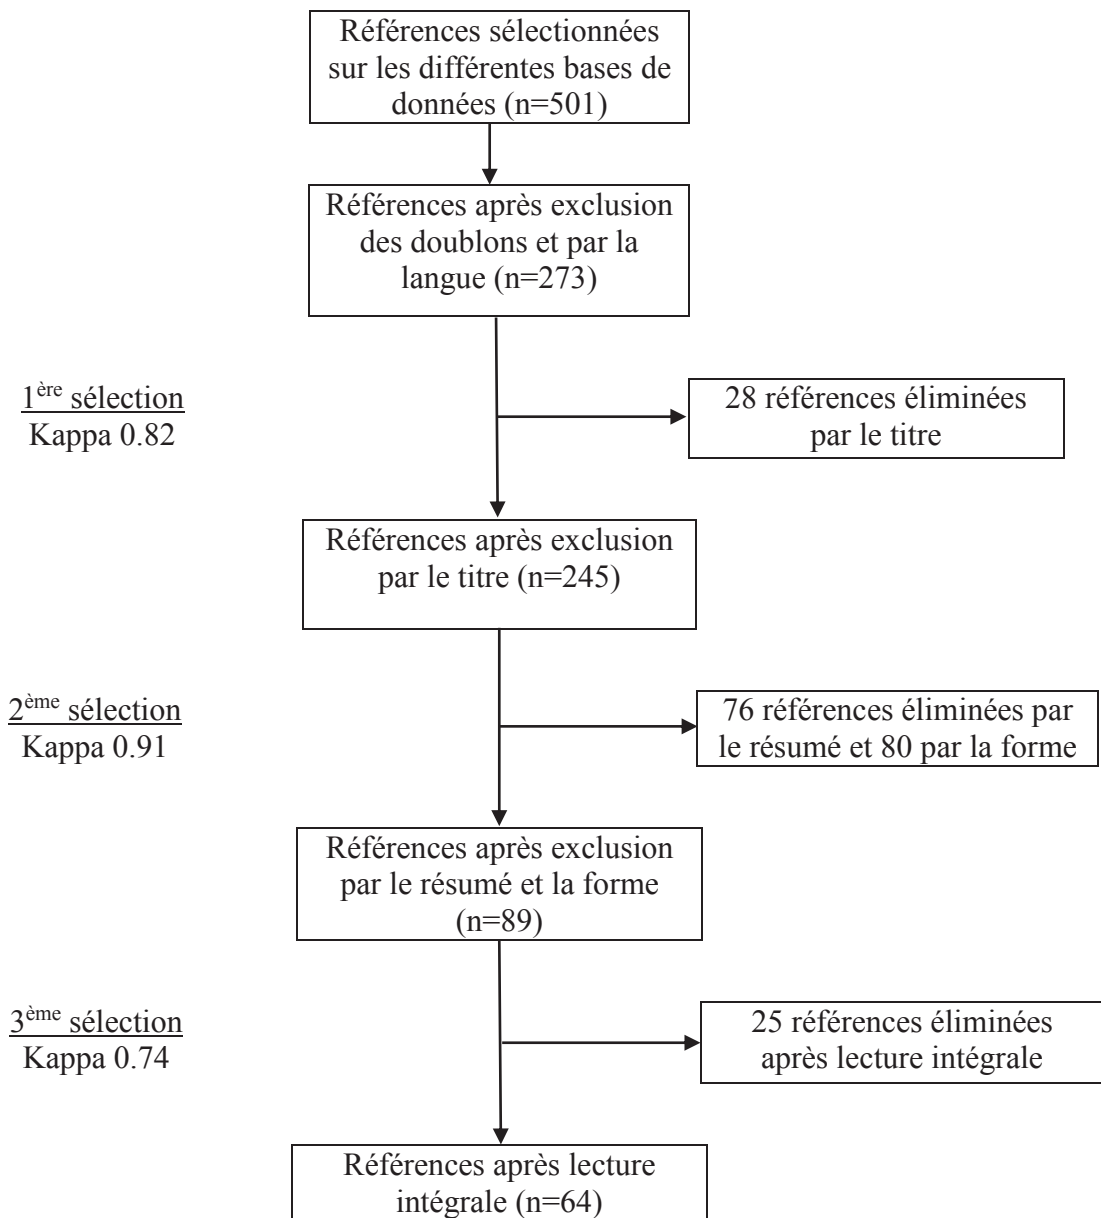 Références sélectionnées
sur les différentes bases de
données (n=501)
Références après exclusion
des doublons et par la
langue (n=273)
1ère sélection
Kappa 0.82
28 références éliminées
par le titre
Références après exclusion
par le titre (n=245)
2ème sélection
Kappa 0.91
76 références éliminées par
le résumé et 80 par la forme
Références après exclusion
par le résumé et la forme
(n=89)
3ème sélection
Kappa 0.74
25 références éliminées
après lecture intégrale
Références après lecture
intégrale (n=64)